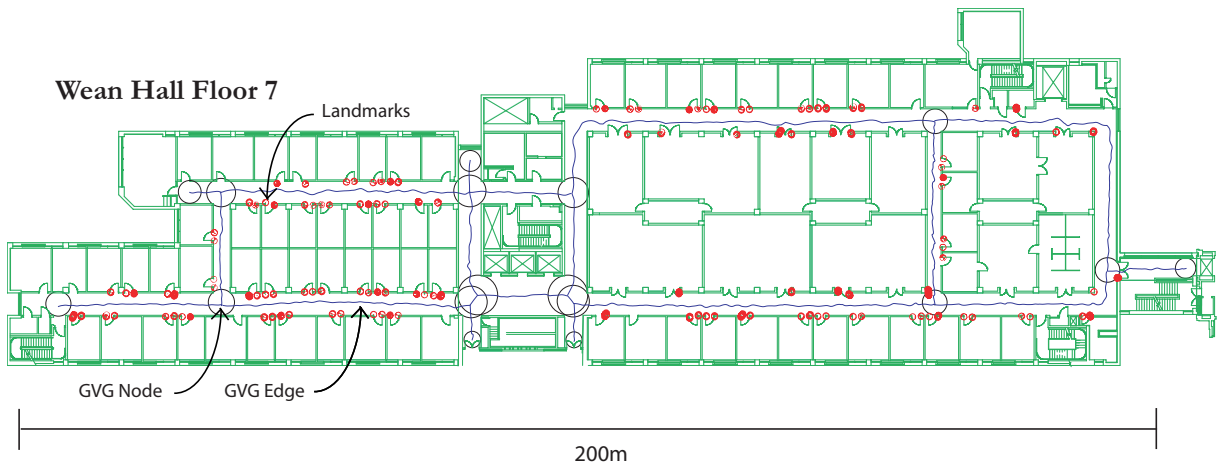 Wean Hall Floor 7
Landmarks
GVG Node
GVG Edge
200m